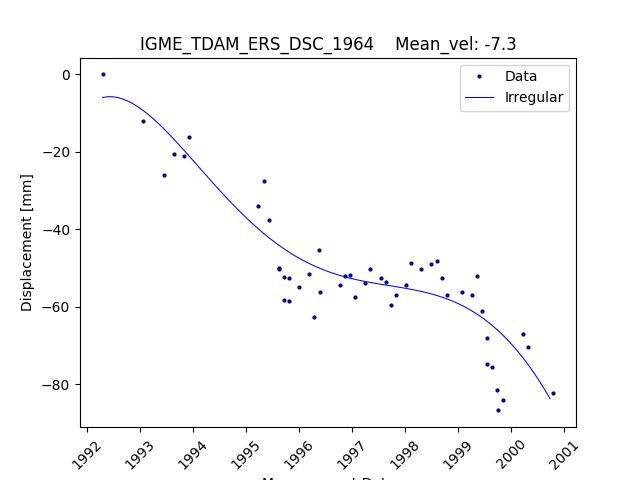 IGME_TDAM_ERS_DSC_1964    Mean_vel: -7.3
Data
Irregular
Displacement [mm]
0
−20
−40
−60
−80
1992 1993 1994 1995 1996 1997 1998 1999 2000 2001